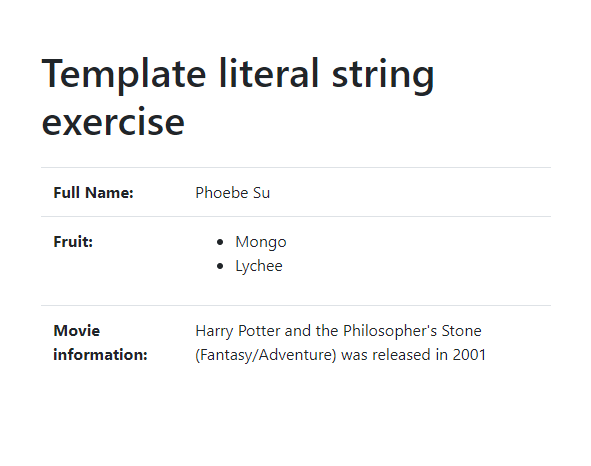 Template literal string
exercise
Full Name: Phoebe Su
Fruit: • Mongo
• Lychee
Movie information: Harry Potter and the Philosopher's Stone
(Fantasy/Adventure) was released in 2001